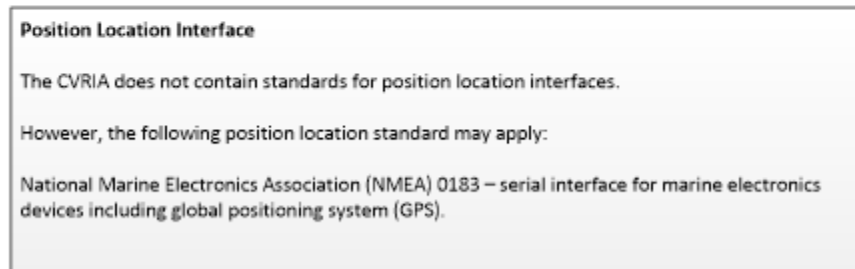 Position Location Interface
The CVRIA does not contain standards for position location interfaces.
However, the following position location standard may apply:
National Marine Electronics Association (NMEA) 0183 – serial interface for marine electronics
devices including global positioning system (GPS).